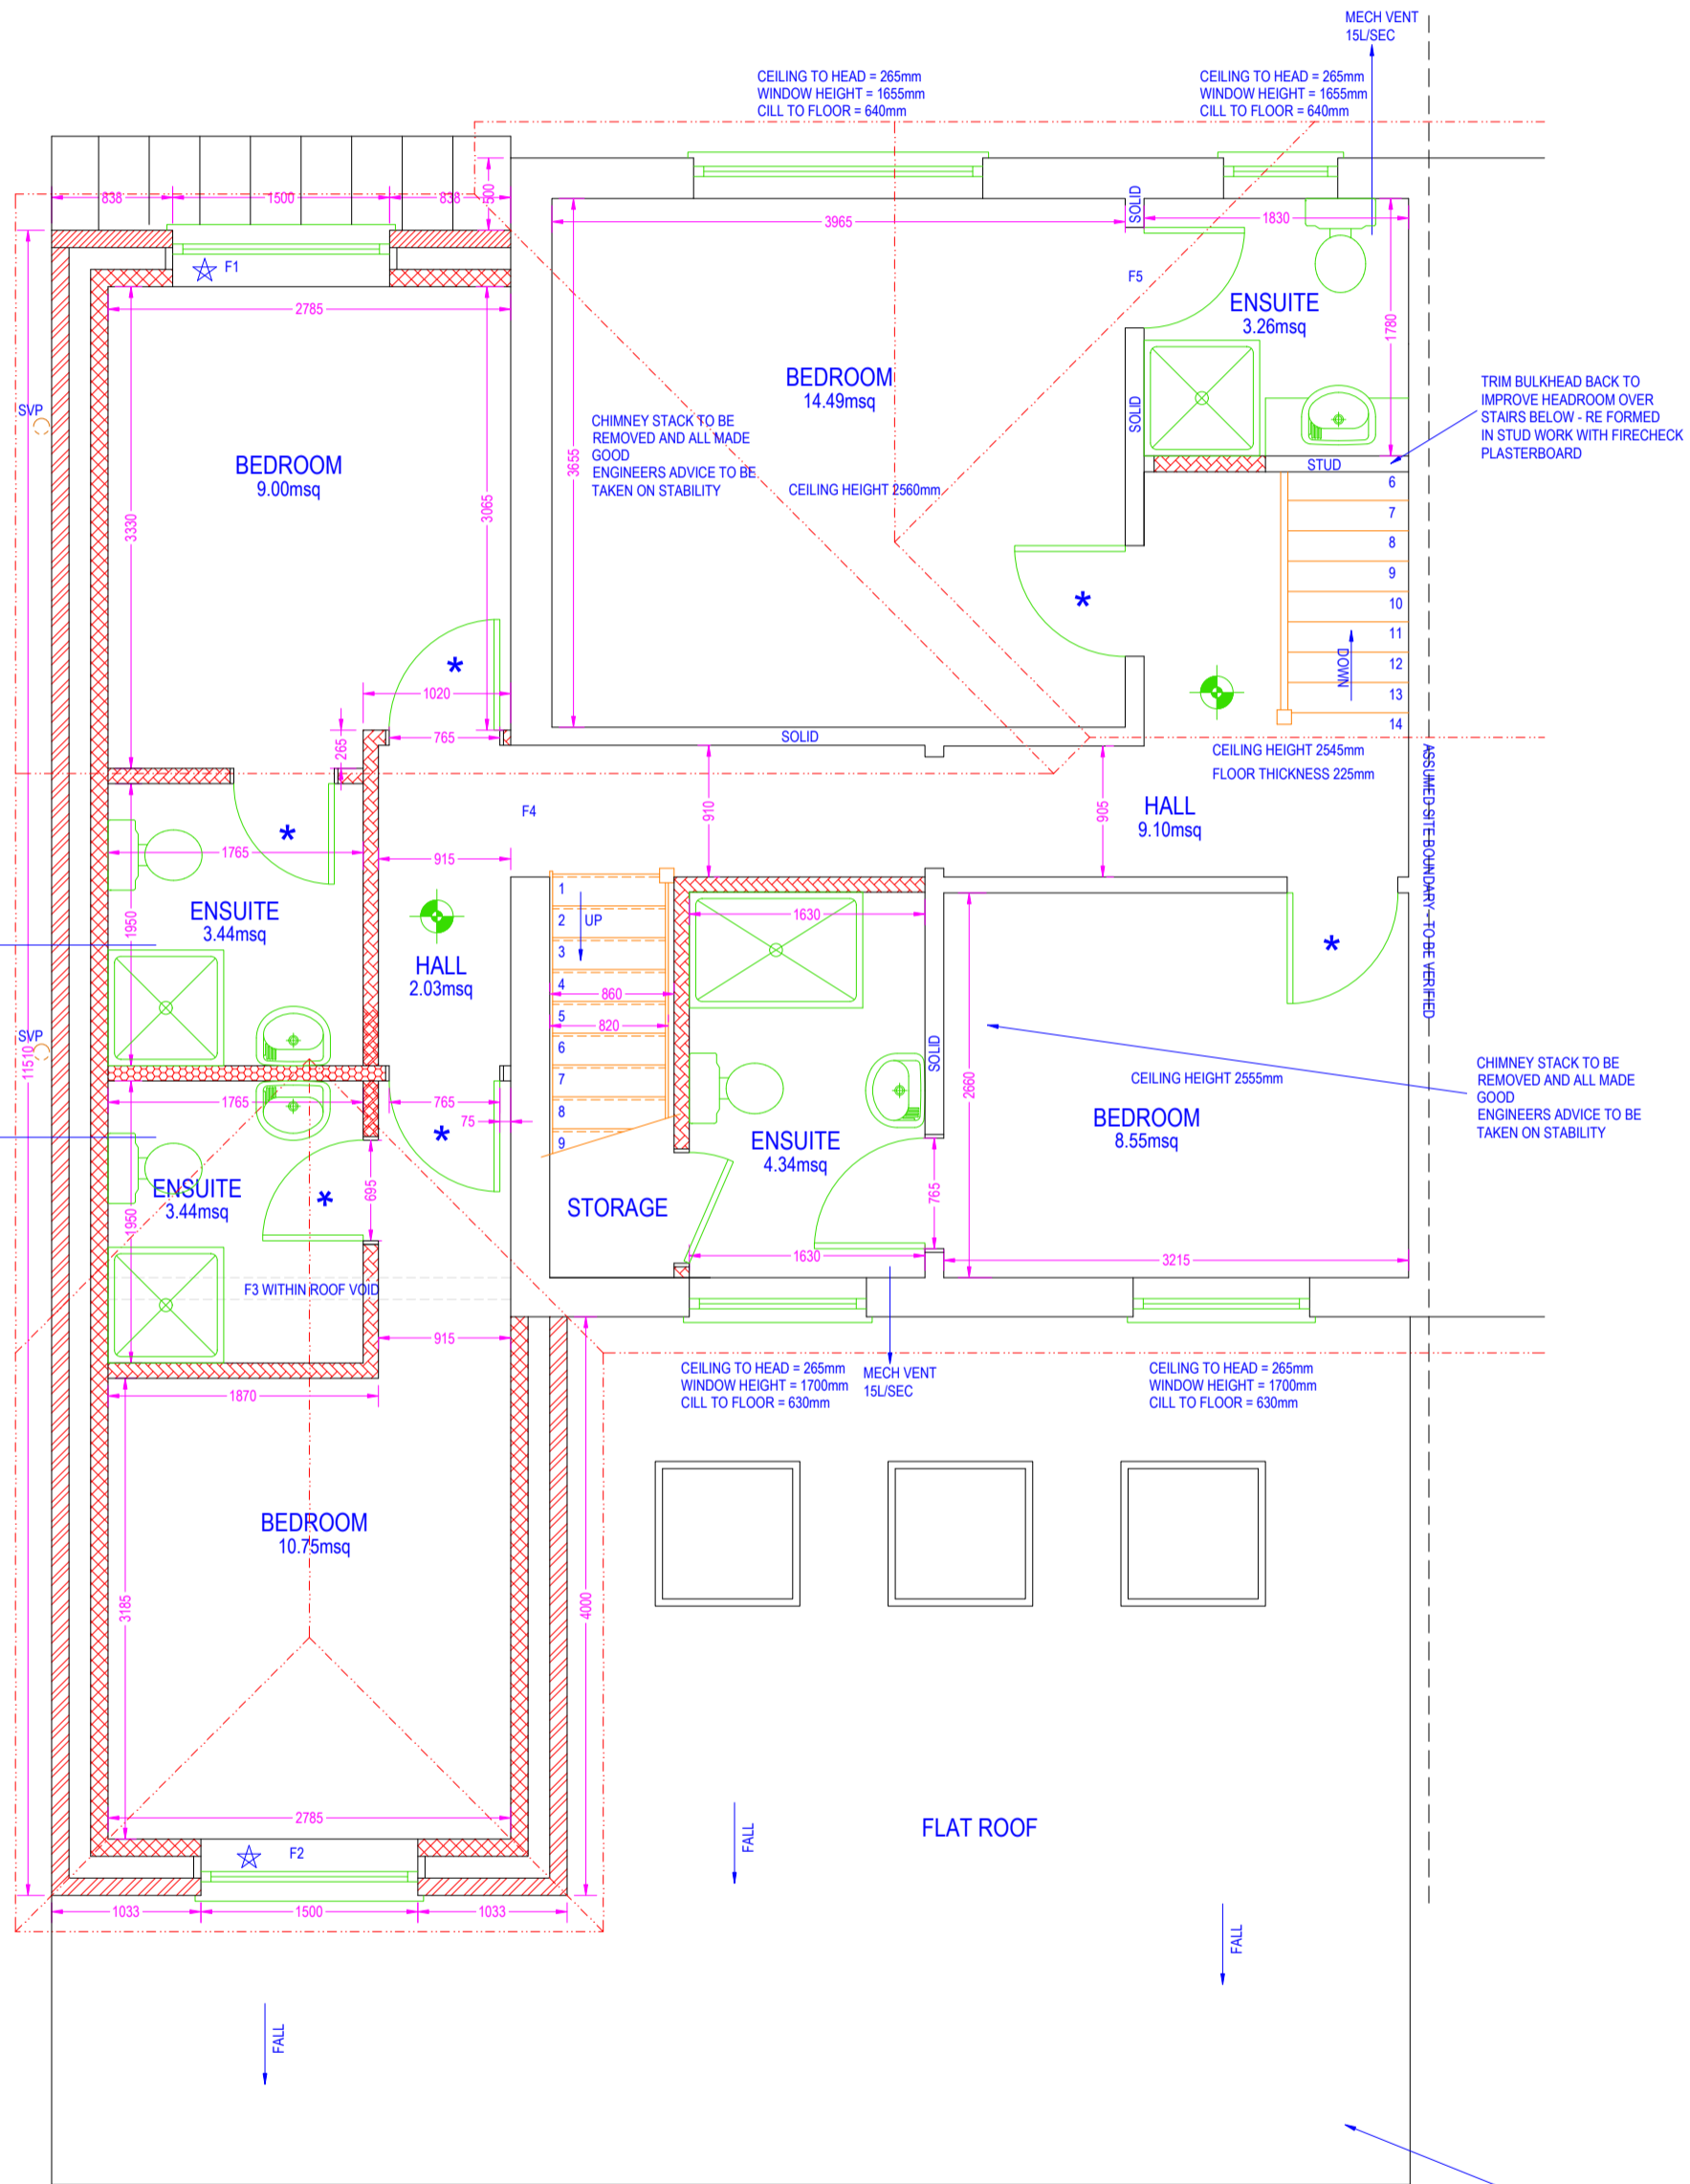 MECH VENT
15L/SEC
CEILING TO HEAD = 265mm
WINDOW HEIGHT = 1655mm
CILL TO FLOOR = 640mm
CEILING TO HEAD = 265mm
WINDOW HEIGHT = 1655mm
CILL TO FLOOR = 640mm
838
1500
838
500
3965
SOLID
1830
F1
F5
2785
ENSUITE
3.26msq
1780
BEDROOM
14.49msq
TRIM BULKHEAD BACK TO
IMPROVE HEADROOM OVER
STAIRS BELOW - RE FORMED
IN STUD WORK WITH FIRECHECK
PLASTERBOARD
SVP
CHIMNEY STACK TO BE
REMOVED AND ALL MADE
GOOD
ENGINEERS ADVICE TO BE
TAKEN ON STABILITY
3655
SOLID
BEDROOM
9.00msq
STUD
CEILING HEIGHT 2560mm
3330
3065
6
7
8
9
10
11
12
13
14
DOWN
*
*
1020
765
265
SOLID
CEILING HEIGHT 2545mm
FLOOR THICKNESS 225mm
ASSUMED SITE BOUNDARY - TO BE VERIFIED
F4
910
905
HALL
9.10msq
*
1765
915
1950
ENSUITE
3.44msq
1
2
3
4
5
6
7
8
9
UP
1630
*
HALL
2.03msq
860
820
SVP
11510
SOLID
2660
CEILING HEIGHT 2555mm
CHIMNEY STACK TO BE
REMOVED AND ALL MADE
GOOD
ENGINEERS ADVICE TO BE
TAKEN ON STABILITY
1765
765
75
*
BEDROOM
8.55msq
ENSUITE
4.34msq
ENSUITE
3.44msq
*
695
765
1950
STORAGE
1630
3215
F3 WITHIN ROOF VOID
915
CEILING TO HEAD = 265mm
WINDOW HEIGHT = 1700mm
CILL TO FLOOR = 630mm
MECH VENT
15L/SEC
CEILING TO HEAD = 265mm
WINDOW HEIGHT = 1700mm
CILL TO FLOOR = 630mm
1870
BEDROOM
10.75msq
3185
4000
2785
FLAT ROOF
FALL
F2
1033
1500
1033
FALL
FALL